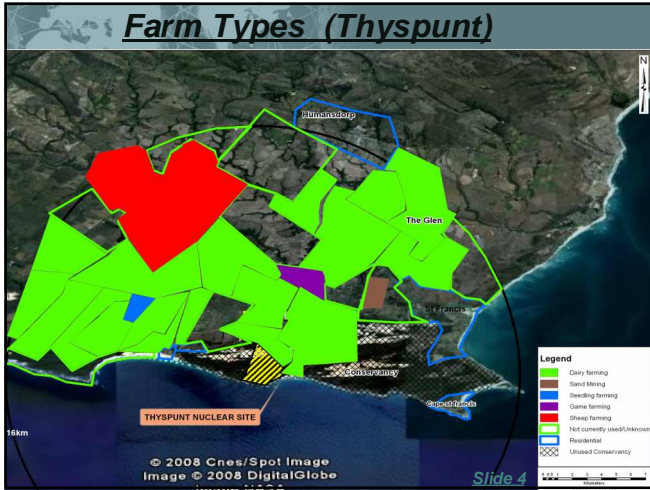 Farm Types (Thyspunt)
N
Humansdorp
The Glen
St Francis
Conservancy
Cape st francis
THYSPUNT NUCLEAR SITE
16km
© 2008 Cnes/Spot Image
Image © 2008 DigitalGlobe
Slide 4
Legend
Dairy farming
Sand Mining
Seedling farming
Game farming
Sheep farming
Not currently used/Unknown
Residential
Unused Conservancy
Kilometers